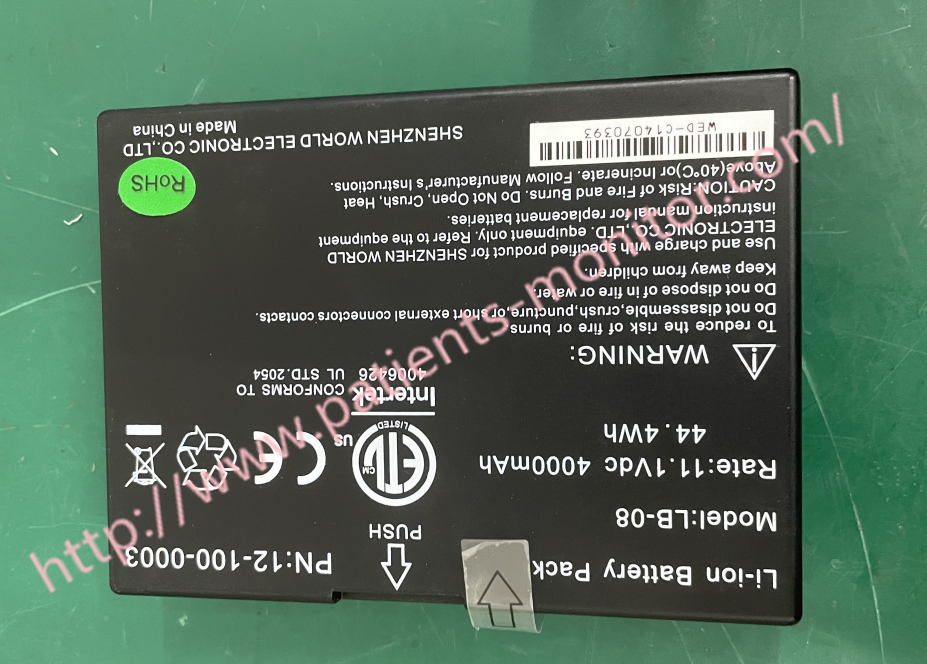 Li-ion Battery Pack
PUSH
PN:12-100-0003
Model:LB-08
Rate:11.1Vdc 4000mAh
44.4Wh
ETL
CM
LISTED
US
Intertek
4006426
CONFORMS TO
UL STD.2054
CE
WARNING:
To reduce the risk of fire or burns
Do not disassemble,crush,puncture,or short external connectors contacts.
Do not dispose of in fire or water.
Keep away from children.
Use and charge with specified product for SHENZHEN WORLD
ELECTRONIC CO.,LTD. equipment only. Refer to the equipment
instruction manual for replacement batteries.
CAUTION:Risk of Fire and Burns. Do Not Open, Crush, Heat
Above(40°C)or Incinerate. Follow Manufacturer's Instructions.
WED-C14070393
SHENZHEN WORLD ELECTRONIC CO.,LTD
Made in China
RoHS
http://www.patients-monitor.com/